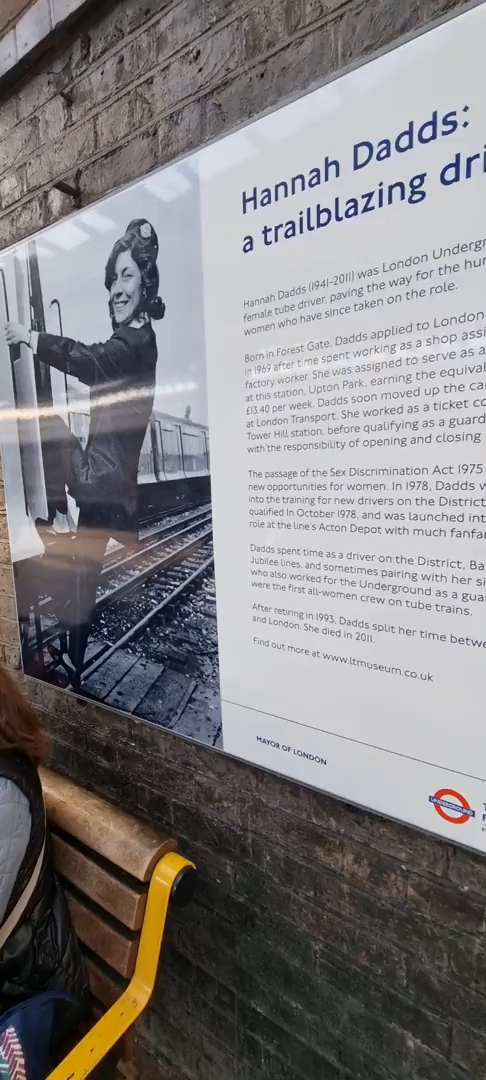 Hannah Dadds:
a trailblazing dri
Hannah Dadds (1941-2011) was London Undergr
female tube driver, paving the way for the hun
women who have since taken on the role.
Born in Forest Gate, Dadds applied to London
in 1969 after time spent working as a shop assi
factory worker. She was assigned to serve as a
at this station, Upton Park, earning the equival
£13.40 per week. Dadds soon moved up the ca
at London Transport. She worked as a ticket co
Tower Hill station, before qualifying as a guard
with the responsibility of opening and closing
The passage of the Sex Discrimination Act 1975
new opportunities for women. In 1978, Dadds w
into the training for new drivers on the District
qualified in October 1978, and was launched int
role at the line's Acton Depot with much fanfa
Dadds spent time as a driver on the District, Ba
Jubilee lines, and sometimes pairing with her si
who also worked for the Underground as a gua
were the first all-women crew on tube trains.
After retiring in 1993, Dadds split her time betwe
and London. She died in 2011.
Find out more at www.ltmuseum.co.uk
MAYOR OF LONDON
UNDERGROUND